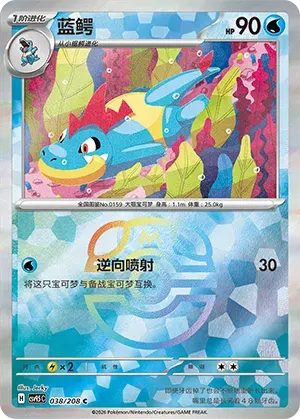 1阶进化
蓝鳄
HP 90
从小锯鳄进化
全国图鉴 No.0159 大颚宝可梦 身高:1.1m 体重:25.0kg
逆向喷射 30
将这只宝可梦与备战宝可梦互换。
Illus. Jerky
H 038/208 C
©2026 Pokémon/Nintendo/Creatures/GAME FREAK.